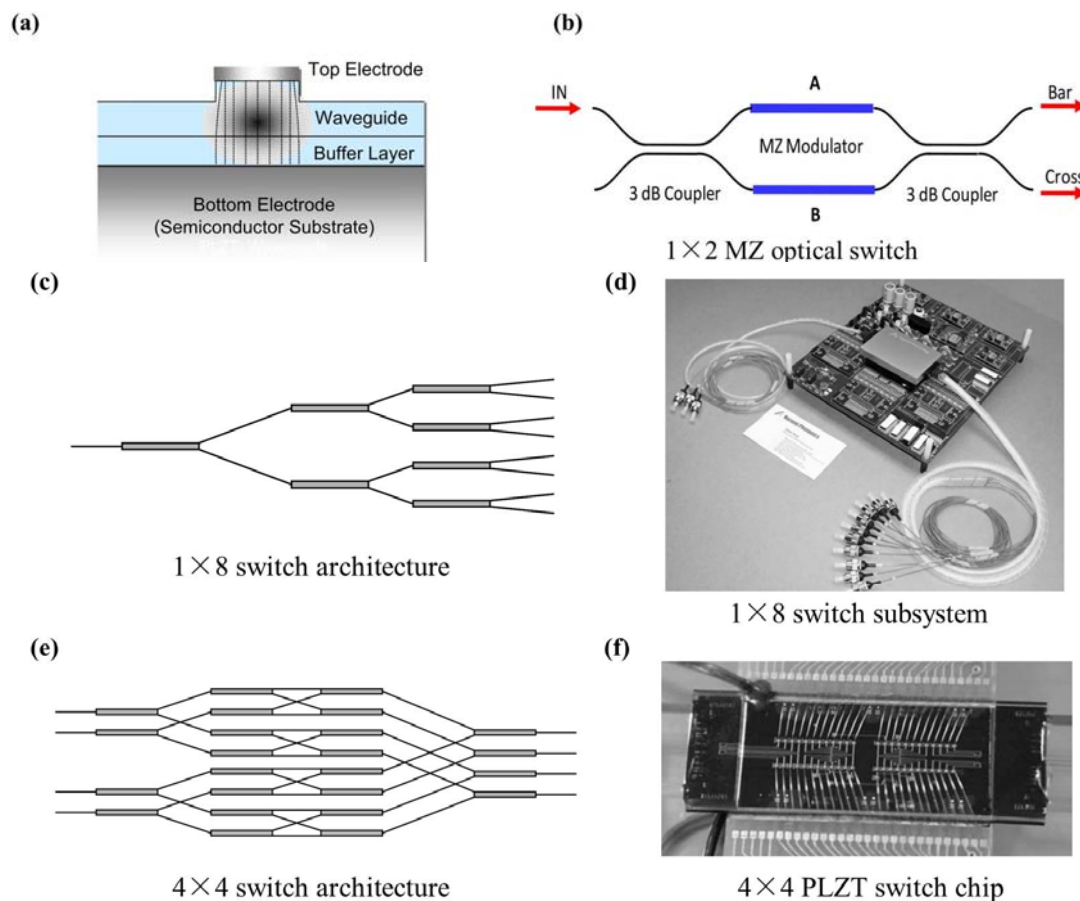 (a)
Top Electrode
Waveguide
Buffer Layer
Bottom Electrode
(Semiconductor Substrate)
(b)
IN
A
Bar
MZ Modulator
3 dB Coupler
3 dB Coupler
Cross
B
1×2 MZ optical switch
(c)
1×8 switch architecture
(d)
1×8 switch subsystem
(e)
4×4 switch architecture
(f)
4×4 PLZT switch chip